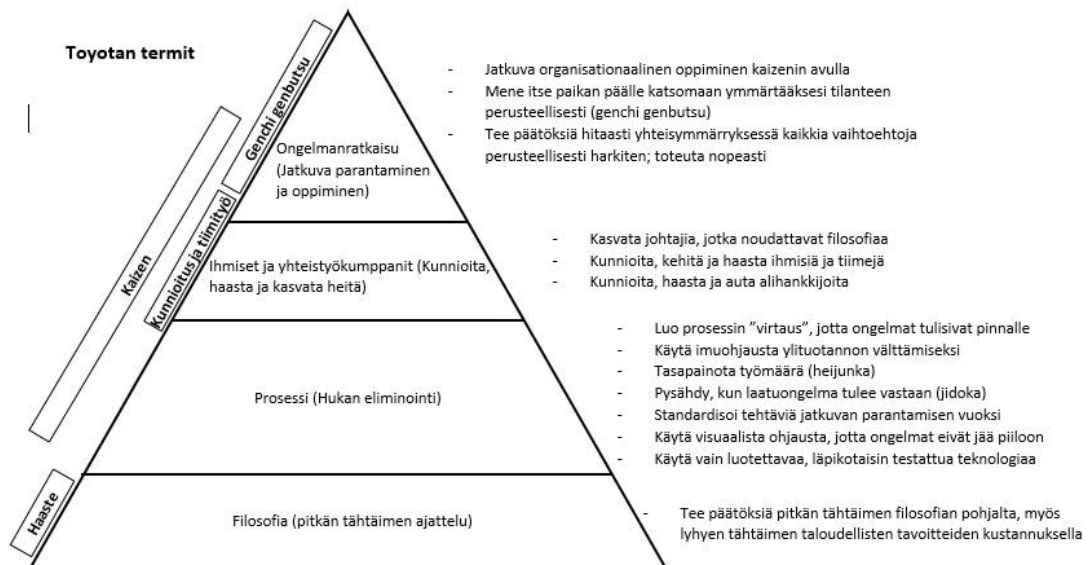 Toyotan termit
Genchi genbutsu
Kaizen
Kunnioitus ja tiimityö
Haaste
Ongelmanratkaisu
(Jatkuva parantaminen
ja oppiminen)
- Jatkuva organisationaalinen oppiminen kaizenin avulla
- Mene itse paikan päälle katsomaan ymmärtääksesi tilanteen
perusteellisesti (genchi genbutsu)
- Tee päätöksiä hitaasti yhteisymmärryksessä kaikkia vaihtoehtoja
perusteellisesti harkiten; toteuta nopeasti
Ihmiset ja yhteistyökumppanit (Kunnioita,
haasta ja kasvata heitä)
- Kasvata johtajia, jotka noudattavat filosofiaa
- Kunnioita, kehitä ja haasta ihmisiä ja tiimejä
- Kunnioita, haasta ja auta alihankkijoita
Prosessi (Hukan eliminointi)
- Luo prosessin ”virtaus”, jotta ongelmat tulisivat pinnalle
- Käytä imuohjausta ylituotannon välttämiseksi
- Tasapainota työmäärä (heijunka)
- Pysähdy, kun laatuongelma tulee vastaan (jidoka)
- Standardisoi tehtäviä jatkuvan parantamisen vuoksi
- Käytä visuaalista ohjausta, jotta ongelmat eivät jää piiloon
- Käytä vain luotettavaa, läpikotaisin testattua teknologiaa
Filosofia (pitkän tähtäimen ajattelu)
- Tee päätöksiä pitkän tähtäimen filosofian pohjalta, myös
lyhyen tähtäimen taloudellisten tavoitteiden kustannuksella